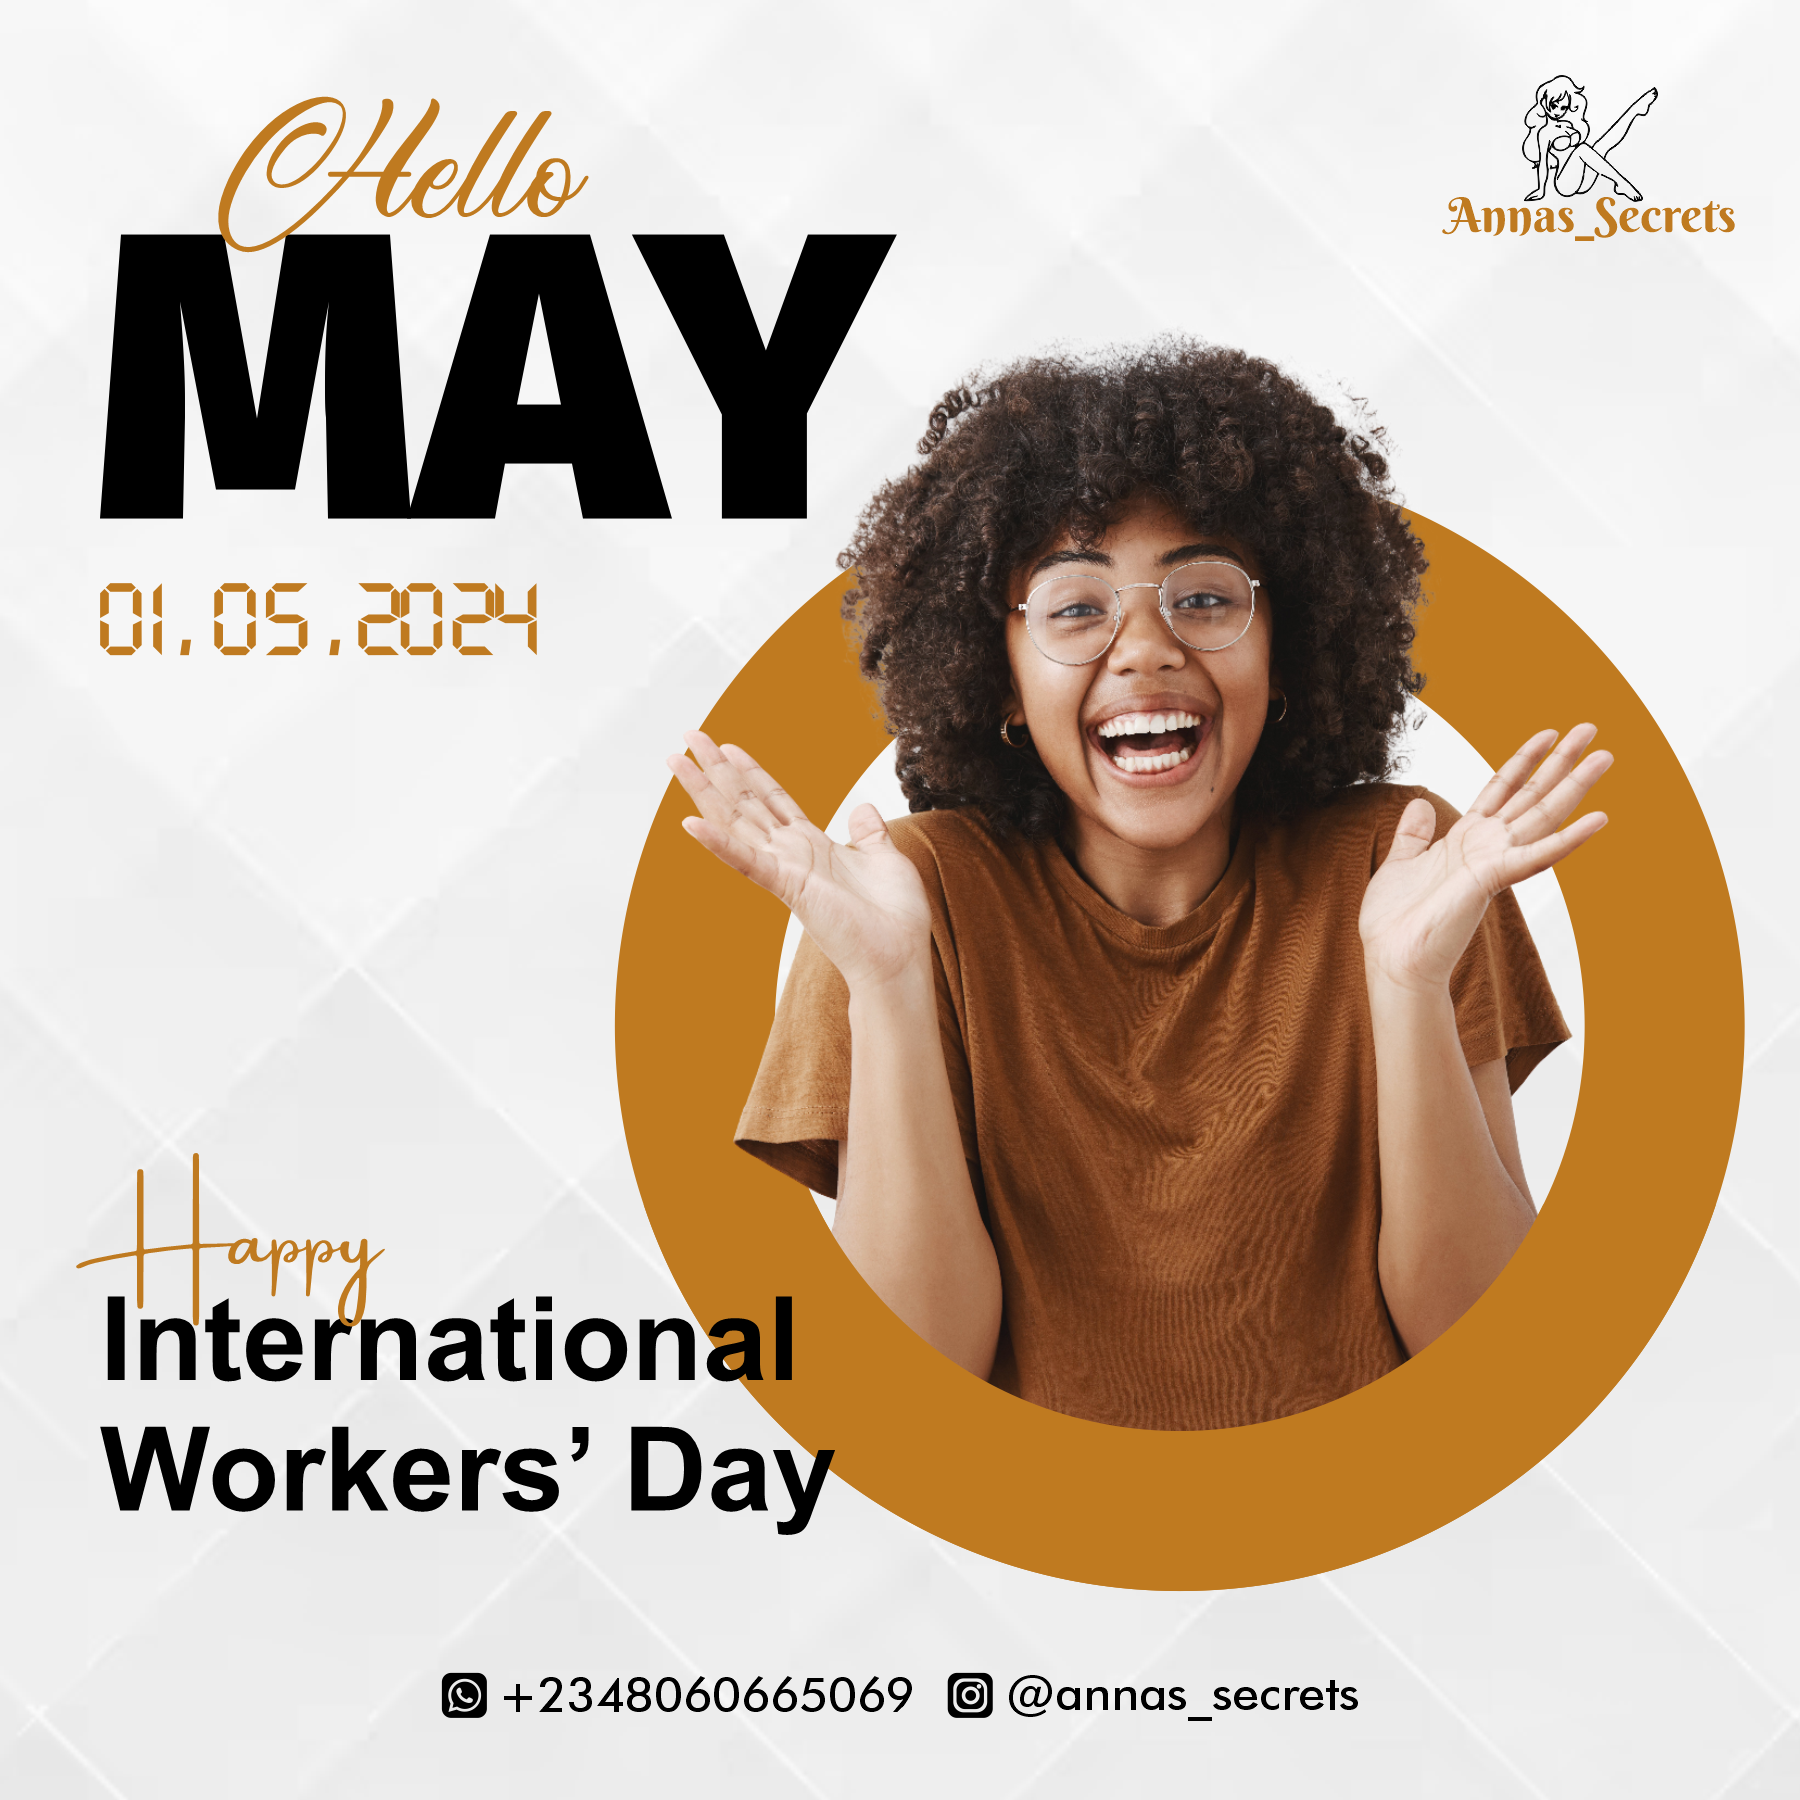 Hello
MAY
01.05.2024
Annas_Secrets
Happy
International
Workers’ Day
+2348060665069 @annas_secrets